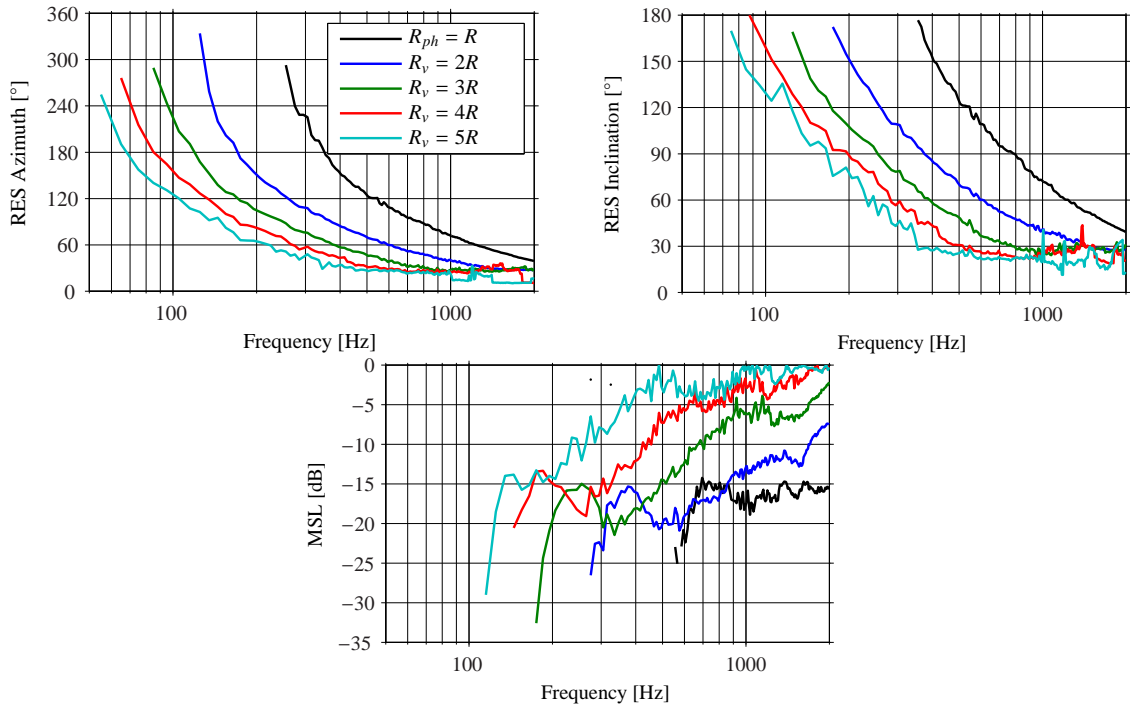 RES Azimuth [°]
360
300
240
180
120
60
0
R_ph = R
R_v = 2R
R_v = 3R
R_v = 4R
R_v = 5R
100
1000
Frequency [Hz]
RES Inclination [°]
180
150
120
90
60
30
0
100
1000
Frequency [Hz]
MSL [dB]
0
−5
−10
−15
−20
−25
−30
−35
100
1000
Frequency [Hz]